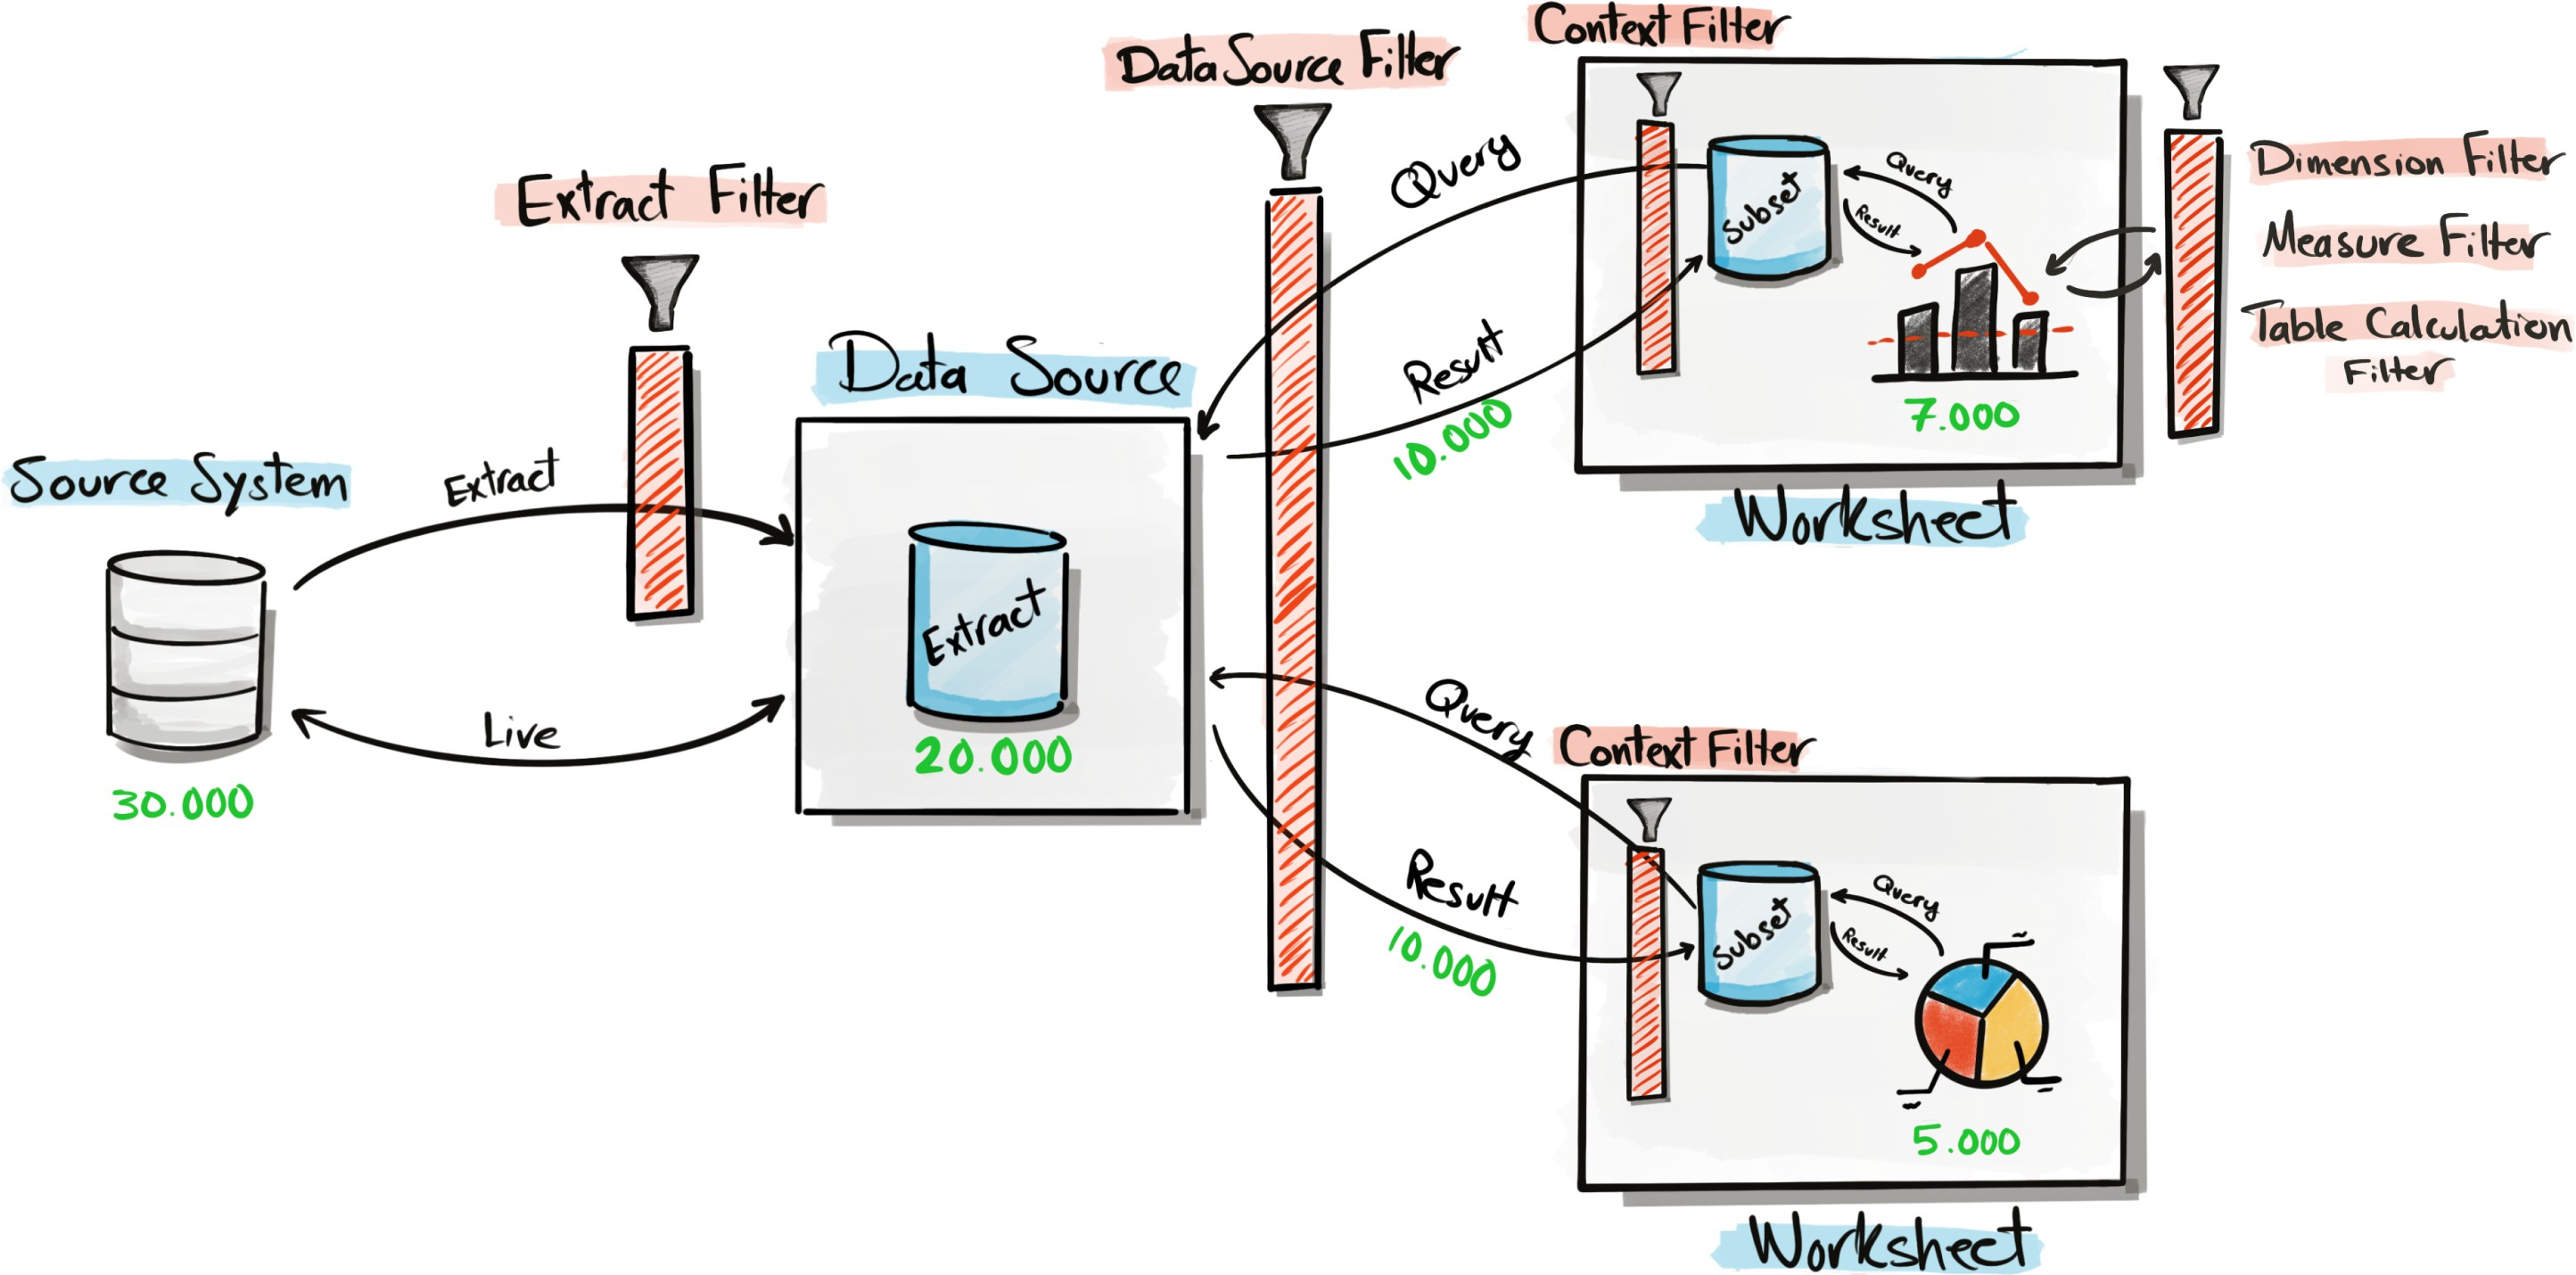 Source System
30.000
Extract
Live
Extract Filter
Data Source
Extract
20.000
Data Source Filter
Query
Result
10.000
Query
Result
10.000
Context Filter
Subset
Query
Result
7.000
Worksheet
Dimension Filter
Measure Filter
Table Calculation
Filter
Context Filter
Subset
Query
Result
5.000
Worksheet